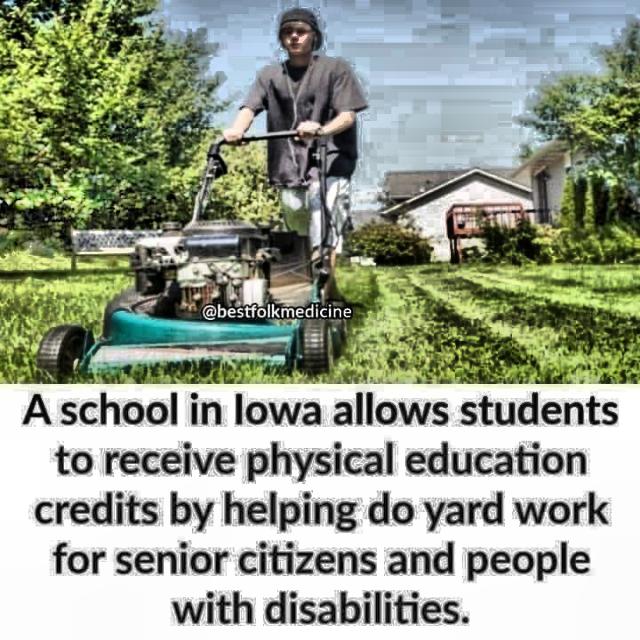 @bestfolkmedicine
A school in Iowa allows students
to receive physical education
credits by helping do yard work
for senior citizens and people
with disabilities.